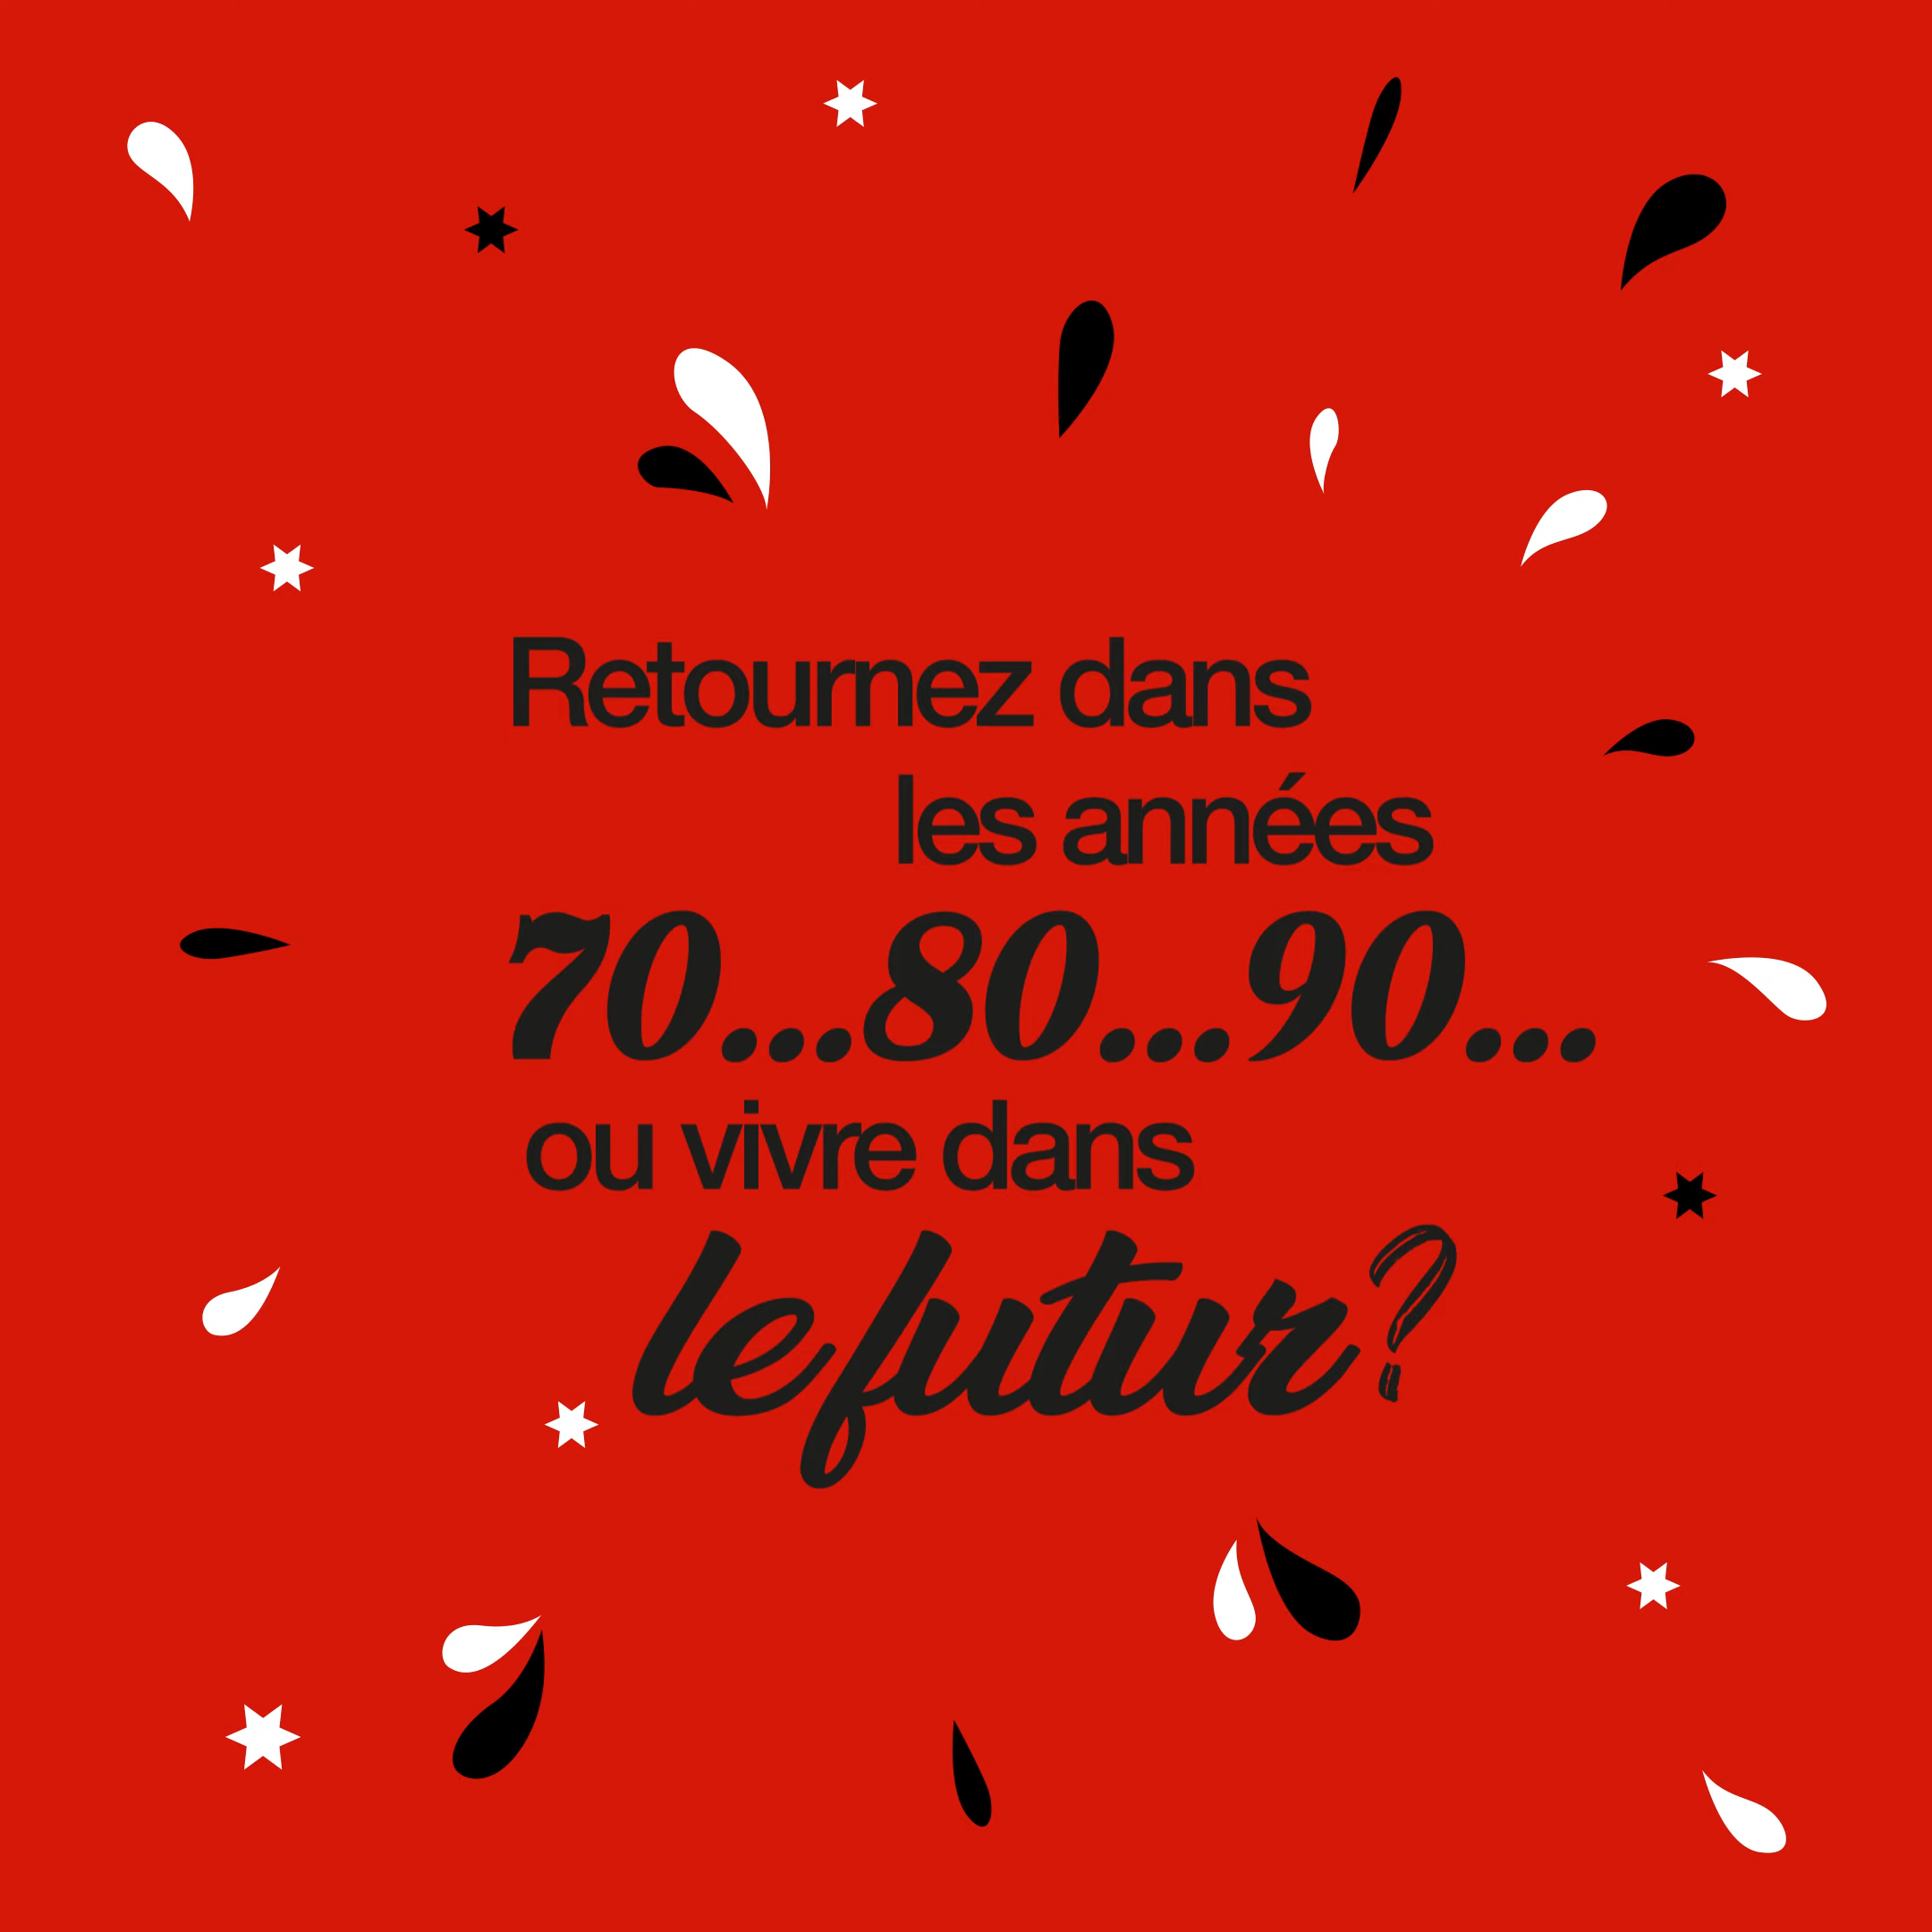 Retournez dans
les années
70...80...90...
ou vivre dans
le futur?